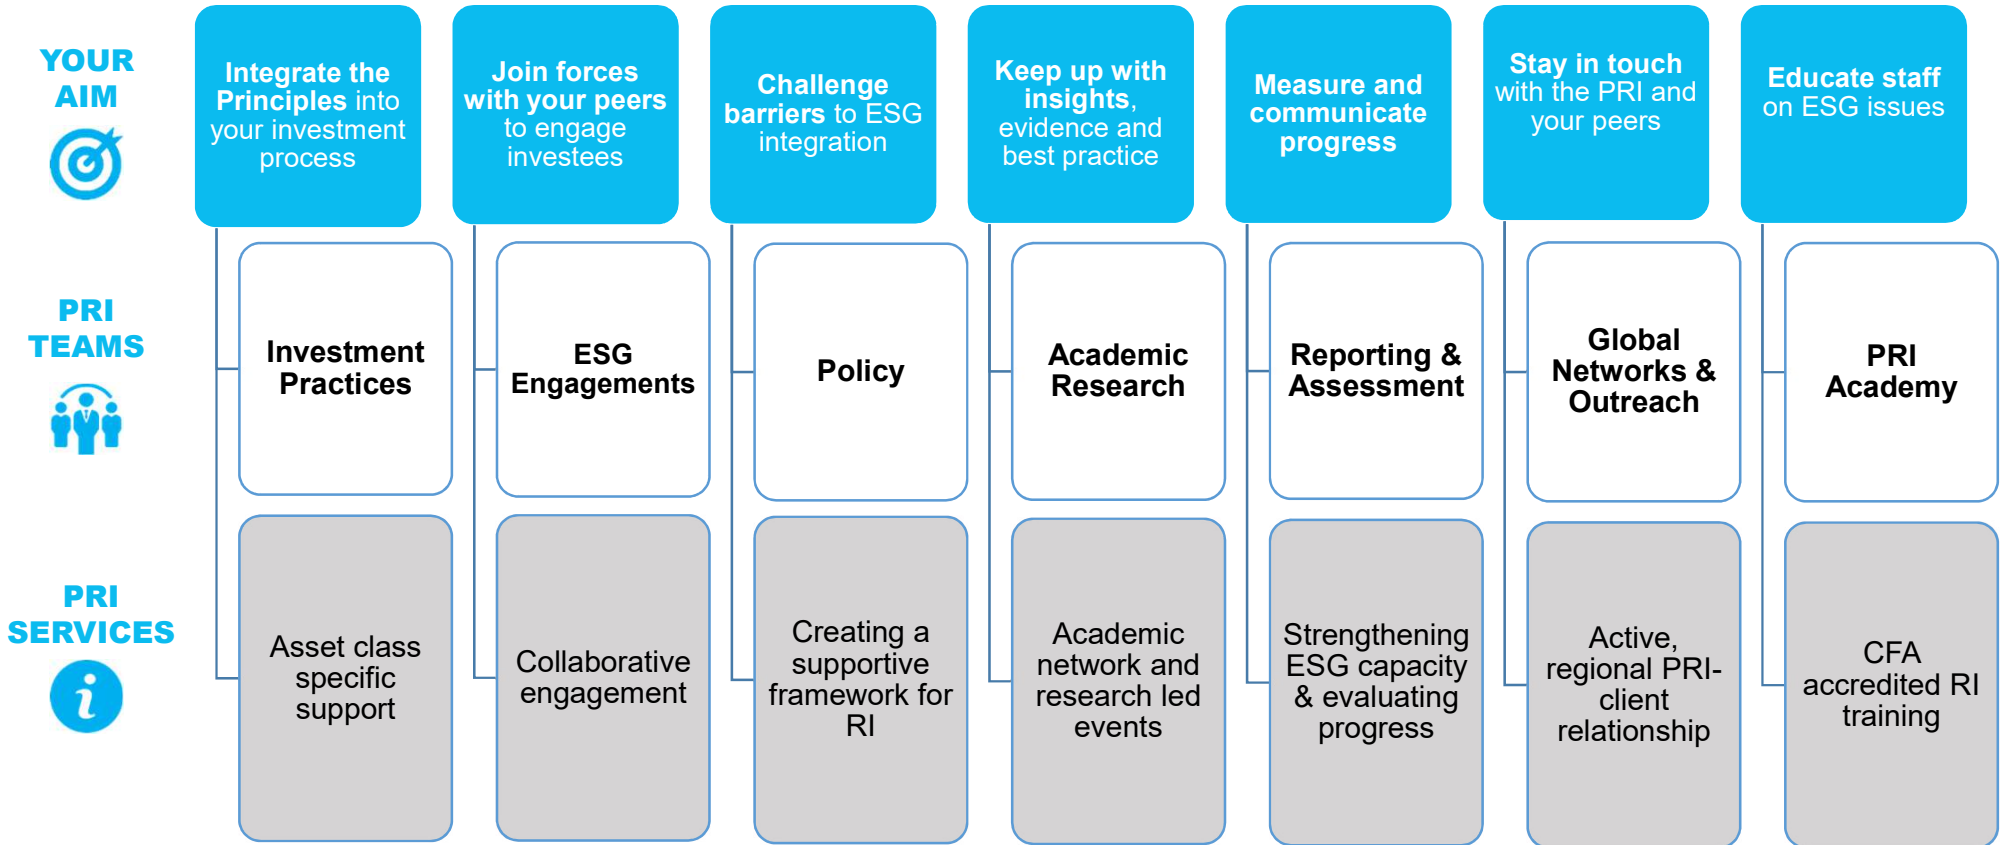 YOUR
AIM
Integrate the
Principles into
your investment
process
Join forces
with your peers
to engage
investees
Challenge
barriers to ESG
integration
Keep up with
insights,
evidence and
best practice
Measure and
communicate
progress
Stay in touch
with the PRI and
your peers
Educate staff
on ESG issues
PRI
TEAMS
Investment
Practices
ESG
Engagements
Policy
Academic
Research
Reporting &
Assessment
Global
Networks &
Outreach
PRI
Academy
PRI
SERVICES
i
Asset class
specific
support
Collaborative
engagement
Creating a
supportive
framework for
RI
Academic
network and
research led
events
Strengthening
ESG capacity
& evaluating
progress
Active,
regional PRI-
client
relationship
CFA
accredited RI
training